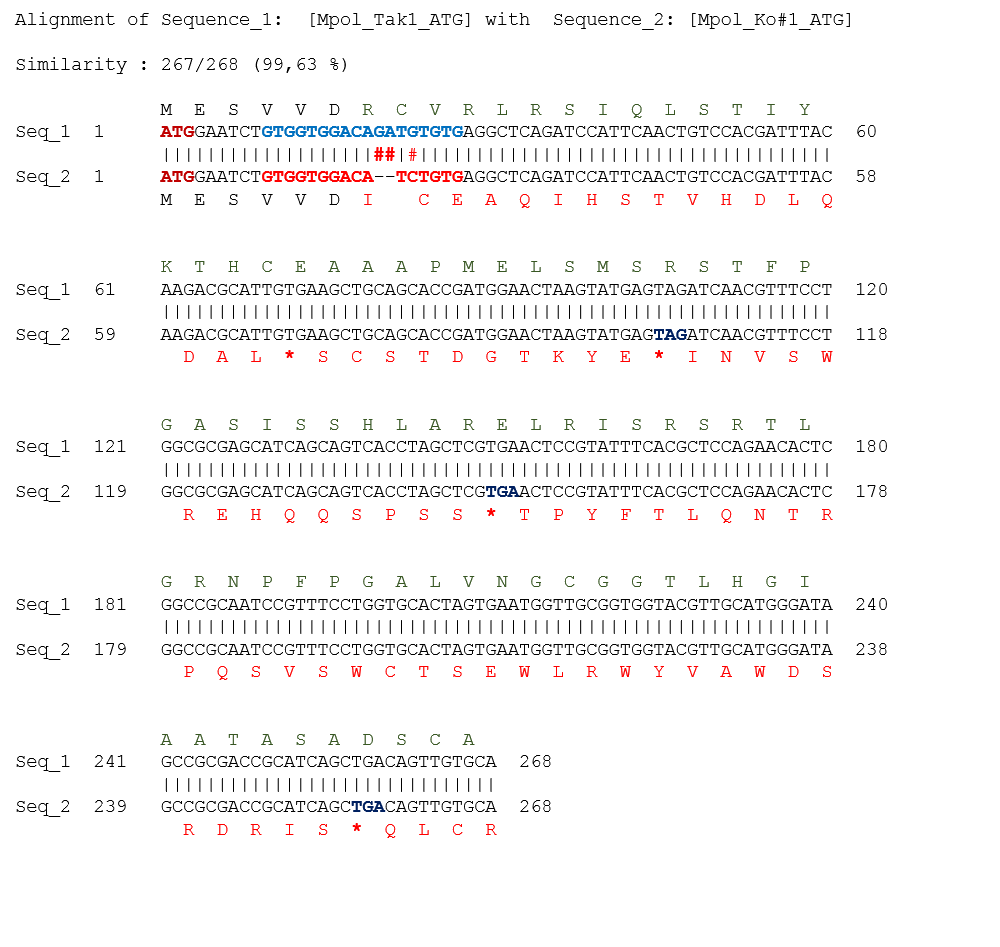 Alignment of Sequence_1:  [Mpol_Tak1_ATG] with  Sequence_2: [Mpol_Ko#1_ATG]
Similarity : 267/268 (99,63 %)
M  E  S  V  V  D  R  C  V  R  L  R  S  I  Q  L  S  T  I  Y
Seq_1  1     ATGGAATCTGTGGTGGACAGATGTGTGAGGCTCAGATCCATTCAACTGTCCACGATTTAC  60
|||||||||||||||||||##|#|||||||||||||||||||||||||||||||||||||
Seq_2  1     ATGGAATCTGTGGTGGACA--TCTGTGAGGCTCAGATCCATTCAACTGTCCACGATTTAC  58
M  E  S  V  V  D  I    C  E  A  Q  I  H  S  T  V  H  D  L  Q
K  T  H  C  E  A  A  A  P  M  E  L  S  M  S  R  S  T  F  P
Seq_1  61    AAGACGCATTGTGAAGCTGCAGCACCGATGGAACTAAGTATGAGTAGATCAACGTTTCCT  120
||||||||||||||||||||||||||||||||||||||||||||||||||||||||||||
Seq_2  59    AAGACGCATTGTGAAGCTGCAGCACCGATGGAACTAAGTATGAGTAGATCAACGTTTCCT  118
D  A  L  *  S  C  S  T  D  G  T  K  Y  E  *  I  N  V  S  W
G  A  S  I  S  S  H  L  A  R  E  L  R  I  S  R  S  R  T  L
Seq_1  121   GGCGCGAGCATCAGCAGTCACCTAGCTCGTGAACTCCGTATTTCACGCTCCAGAACACTC  180
||||||||||||||||||||||||||||||||||||||||||||||||||||||||||||
Seq_2  119   GGCGCGAGCATCAGCAGTCACCTAGCTCGTGAACTCCGTATTTCACGCTCCAGAACACTC  178
R  E  H  Q  Q  S  P  S  S  *  T  P  Y  F  T  L  Q  N  T  R
G  R  N  P  F  P  G  A  L  V  N  G  C  G  G  T  L  H  G  I
Seq_1  181   GGCCGCAATCCGTTTCCTGGTGCACTAGTGAATGGTTGCGGTGGTACGTTGCATGGGATA  240
||||||||||||||||||||||||||||||||||||||||||||||||||||||||||||
Seq_2  179   GGCCGCAATCCGTTTCCTGGTGCACTAGTGAATGGTTGCGGTGGTACGTTGCATGGGATA  238
P  Q  S  V  S  W  C  T  S  E  W  L  R  W  Y  V  A  W  D  S
A  A  T  A  S  A  D  S  C  A
Seq_1  241   GCCGCGACCGCATCAGCTGACAGTTGTGCA  268
||||||||||||||||||||||||||||||
Seq_2  239   GCCGCGACCGCATCAGCTGACAGTTGTGCA  268
R  D  R  I  S  *  Q  L  C  R